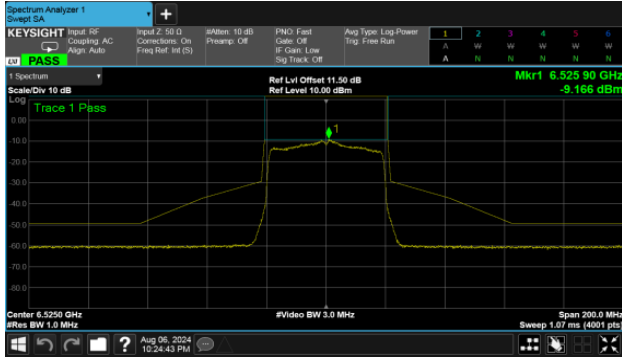 Spectrum Analyzer 1
Swept SA
+
KEYSIGHT
Input: RF
Coupling: AC
Align: Auto
Input Z: 50 Ω
Corrections: On
Freq Ref: Int (S)
#Atten: 10 dB
Preamp: Off
PNO: Fast
Gate: Off
IF Gain: Low
Sig Track: Off
Avg Type: Log-Power
Trig: Free Run
1 2 3 4 5 6
A W W W W W
A N N N N N
LXI PASS
1 Spectrum
Scale/Div 10 dB
Ref Lvl Offset 11.50 dB
Ref Level 10.00 dBm
Mkr1 6.525 90 GHz
-9.166 dBm
Log
Trace 1 Pass
0.00
1
-10.0
-20.0
-30.0
-40.0
-50.0
-60.0
-70.0
-80.0
Center 6.5250 GHz
#Res BW 1.0 MHz
#Video BW 3.0 MHz
Span 200.0 MHz
Sweep 1.07 ms (4001 pts)
?
Aug 06, 2024
10:24:43 PM